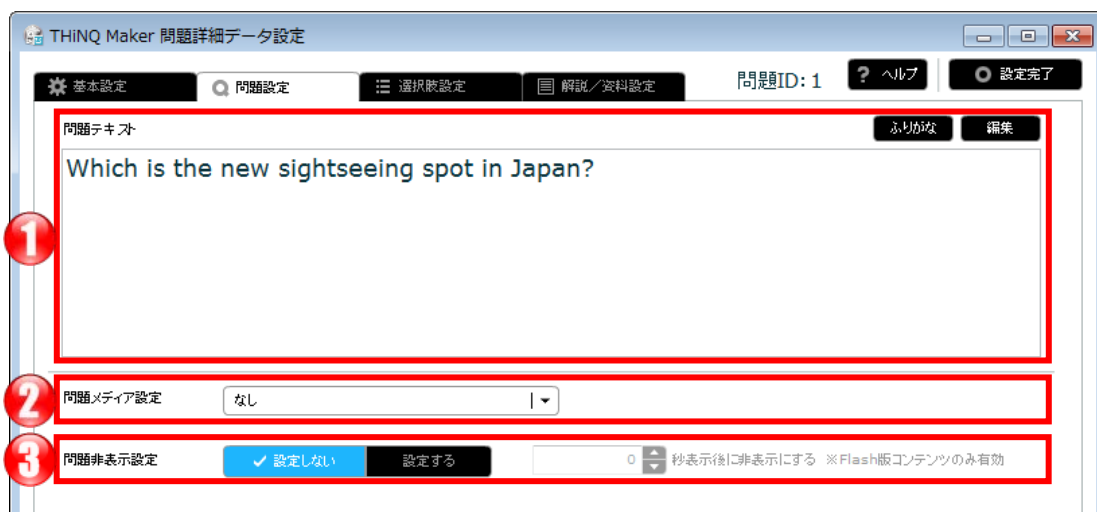 THiNQ Maker 問題詳細データ設定
基本設定 問題設定 選択肢設定 解説／資料設定 問題ID: 1 ? ヘルプ 設定完了
問題テキスト ふりがな 編集
Which is the new sightseeing spot in Japan?
1
2 問題メディア設定 なし
3 問題非表示設定 設定しない 設定する 0 秒表示後に非表示にする ※Flash版コンテンツのみ有効